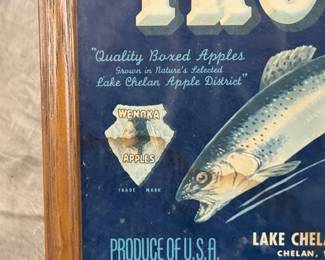 "Quality Boxed Apples
Grown in Nature's Selected
Lake Chelan Apple District"
WENOKA
APPLES
TRADE MARK
PRODUCE OF U.S.A.
LAKE CHELA
CHELAN,